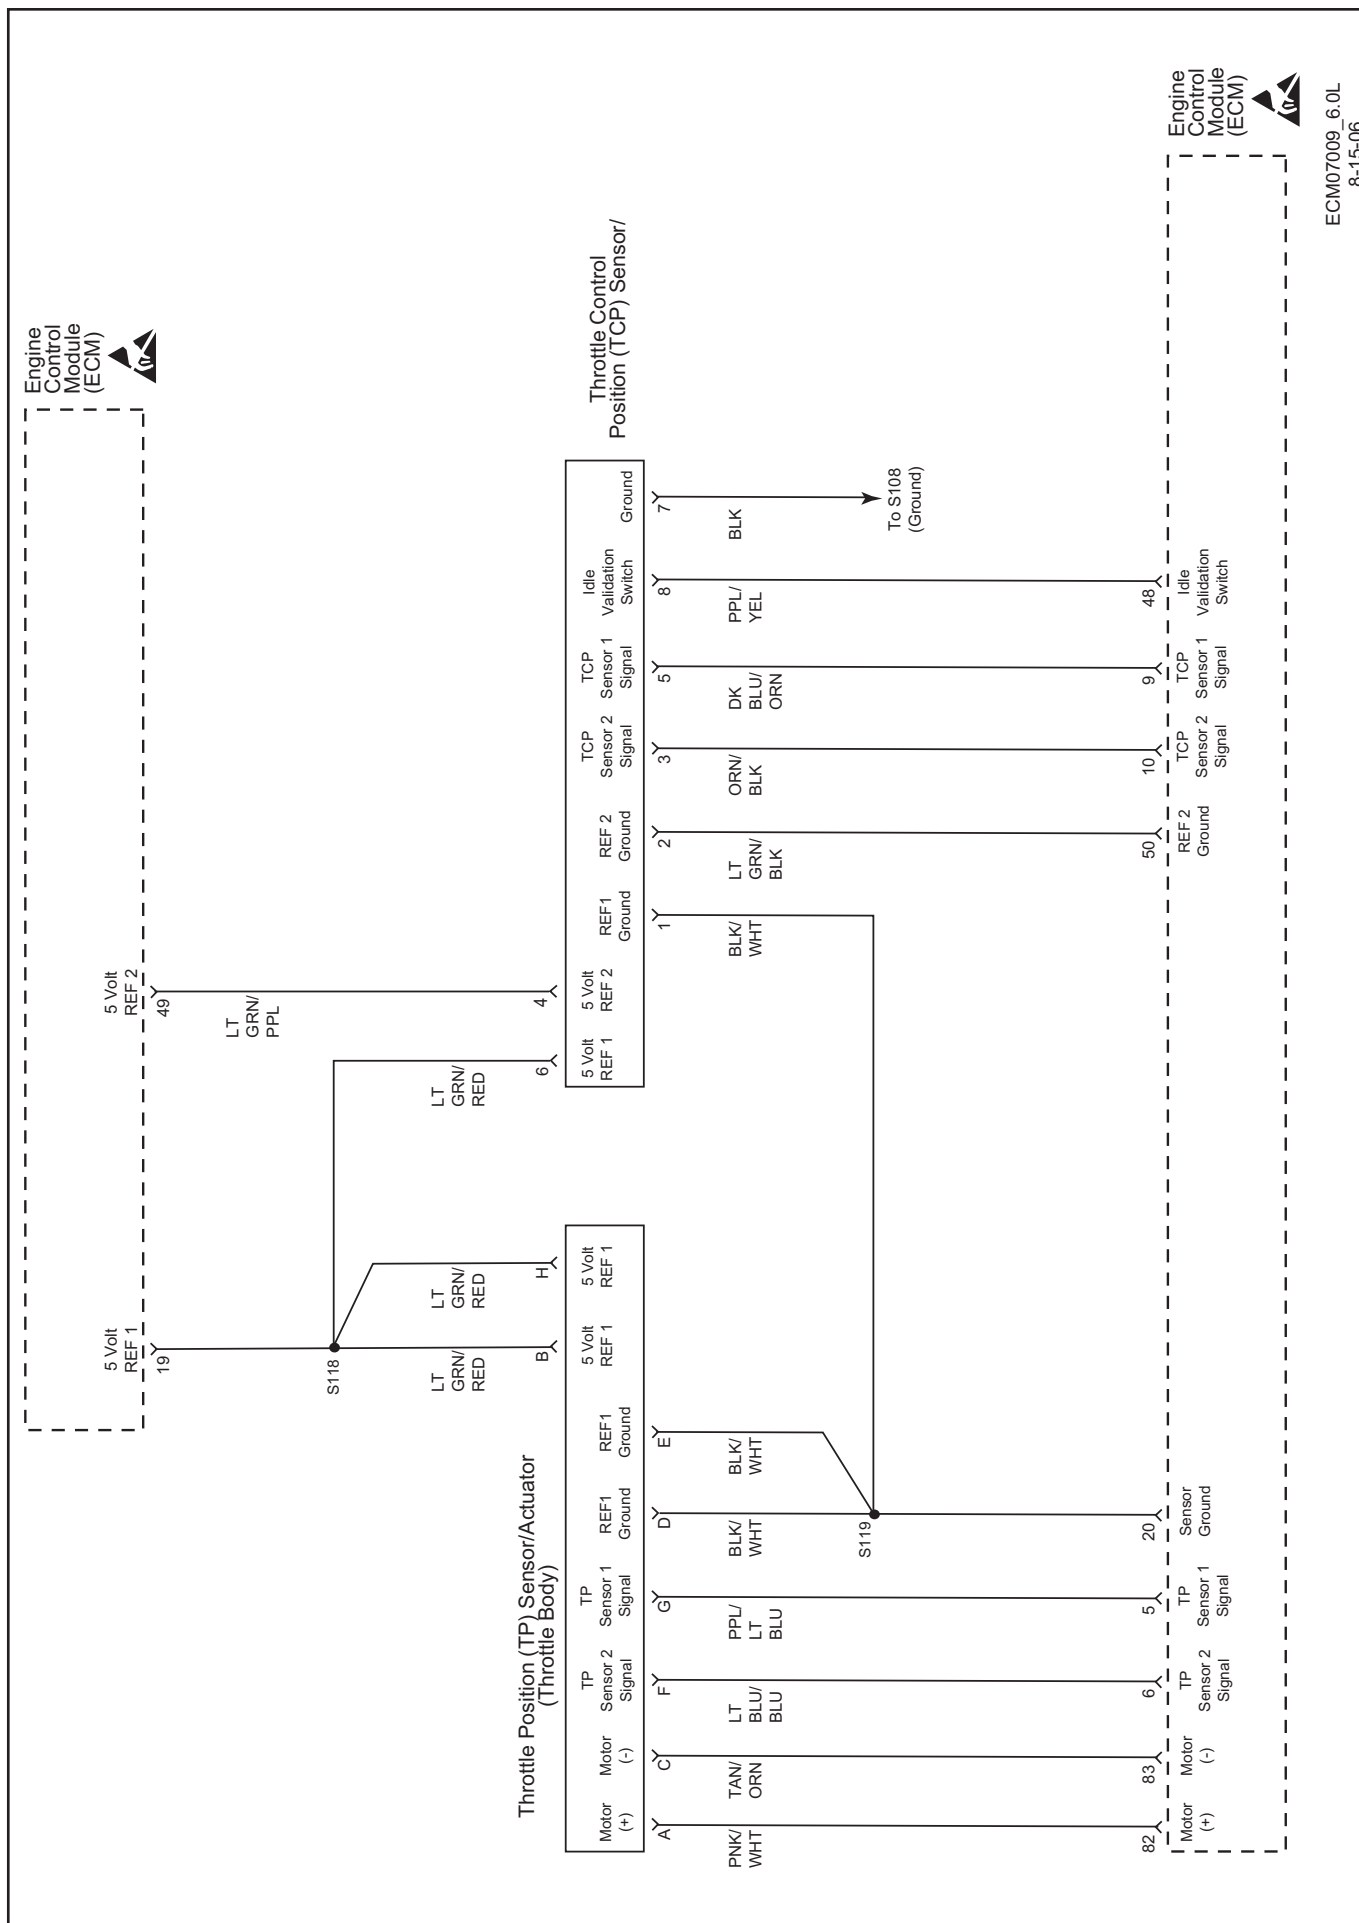 Engine
Control
Module
(ECM)
5 Volt
REF 1
19
5 Volt
REF 2
49
LT
GRN/
PPL
S118
LT
GRN/
RED
B
LT
GRN/
RED
H
LT
GRN/
RED
6
4
Throttle Position (TP) Sensor/Actuator
(Throttle Body)
Throttle Control
Position (TCP) Sensor/
Motor
(+)
Motor
(-)
TP
Sensor 2
Signal
TP
Sensor 1
Signal
REF1
Ground
REF1
Ground
5 Volt
REF 1
5 Volt
REF 1
5 Volt
REF 1
5 Volt
REF 2
REF1
Ground
REF 2
Ground
TCP
Sensor 2
Signal
TCP
Sensor 1
Signal
Idle
Validation
Switch
Ground
A
C
F
G
D
E
1
2
3
5
8
7
PNK/
WHT
TAN/
ORN
LT
BLU/
BLU
PPL/
LT
BLU
BLK/
WHT
BLK/
WHT
BLK/
WHT
LT
GRN/
BLK
ORN/
BLK
DK
BLU/
ORN
PPL/
YEL
BLK
S119
To S108
(Ground)
82
83
6
5
20
50
10
9
48
Motor
(+)
Motor
(-)
TP
Sensor 2
Signal
TP
Sensor 1
Signal
Sensor
Ground
REF 2
Ground
TCP
Sensor 2
Signal
TCP
Sensor 1
Signal
Idle
Validation
Switch
Engine
Control
Module
(ECM)
ECM07009_6.0L
8-15-06